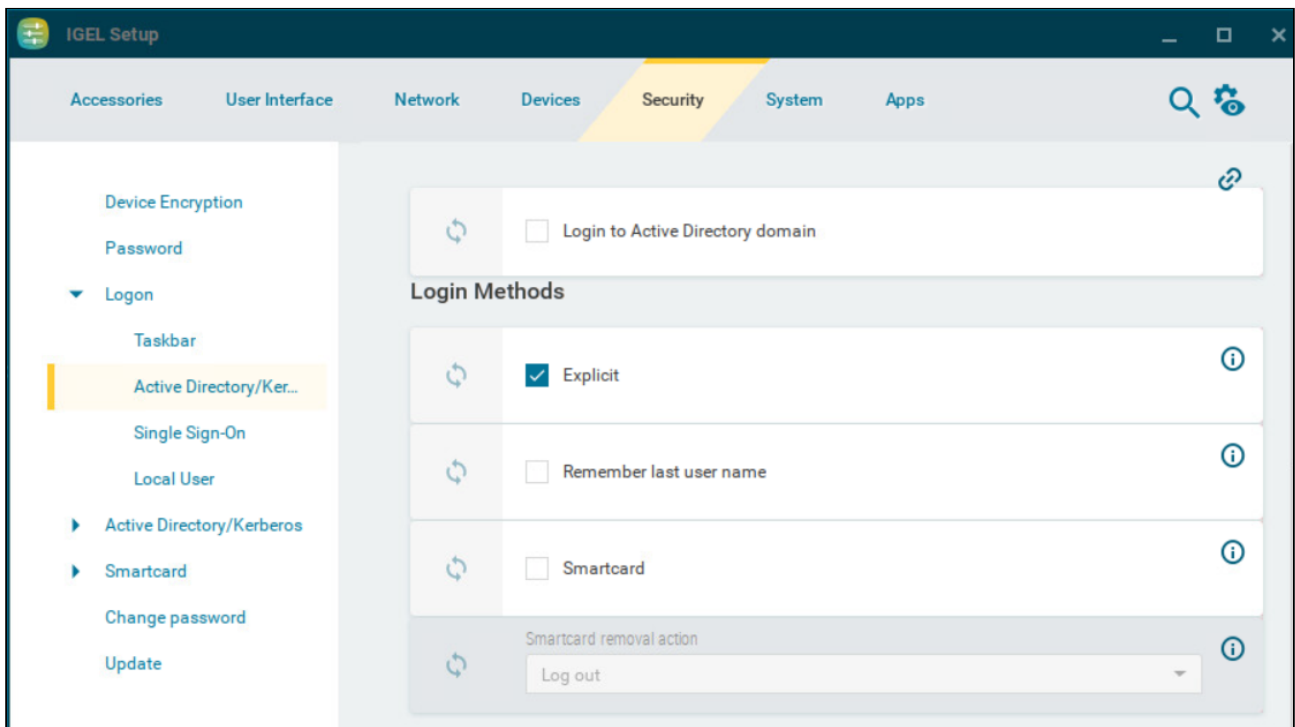 IGEL Setup
Accessories User Interface Network Devices Security System Apps
Device Encryption
Password
Logon
Taskbar
Active Directory/Ker...
Single Sign-On
Local User
Active Directory/Kerberos
Smartcard
Change password
Update
Login to Active Directory domain
Login Methods
Explicit
Remember last user name
Smartcard
Smartcard removal action
Log out